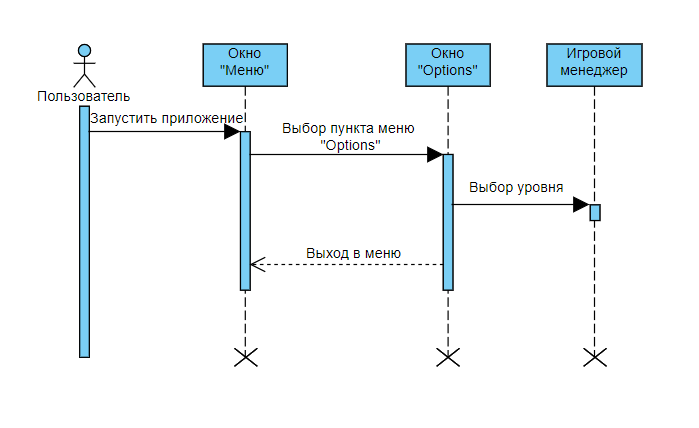 Окно
"Меню"
Окно
"Options"
Игровой
менеджер
Пользователь
Запустить приложение
Выбор пункта меню
"Options"
Выбор уровня
Выход в меню